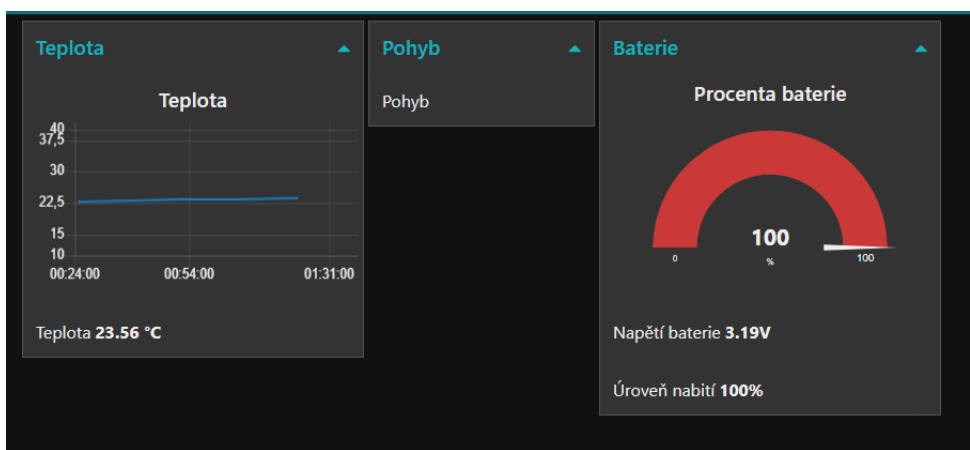 Teplota
Teplota
40
37,5
30
22,5
15
10
00:24:00 00:54:00 01:31:00
Teplota 23.56 °C
Pohyb
Pohyb
Baterie
Procenta baterie
100
%
0 100
Napětí baterie 3.19V
Úroveň nabití 100%